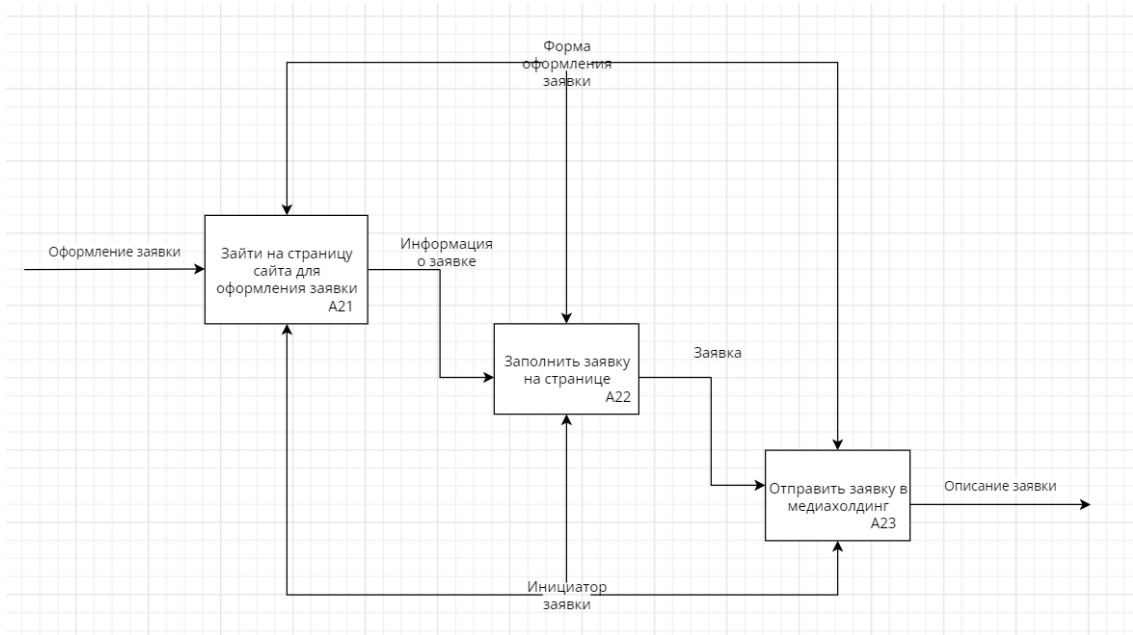 Форма
оформления
заявки
Оформление заявки
Зайти на страницу
сайта для
оформления заявки
A21
Информация
о заявке
Заполнить заявку
на странице
A22
Заявка
Отправить заявку в
медиахолдинг
A23
Описание заявки
Инициатор
заявки